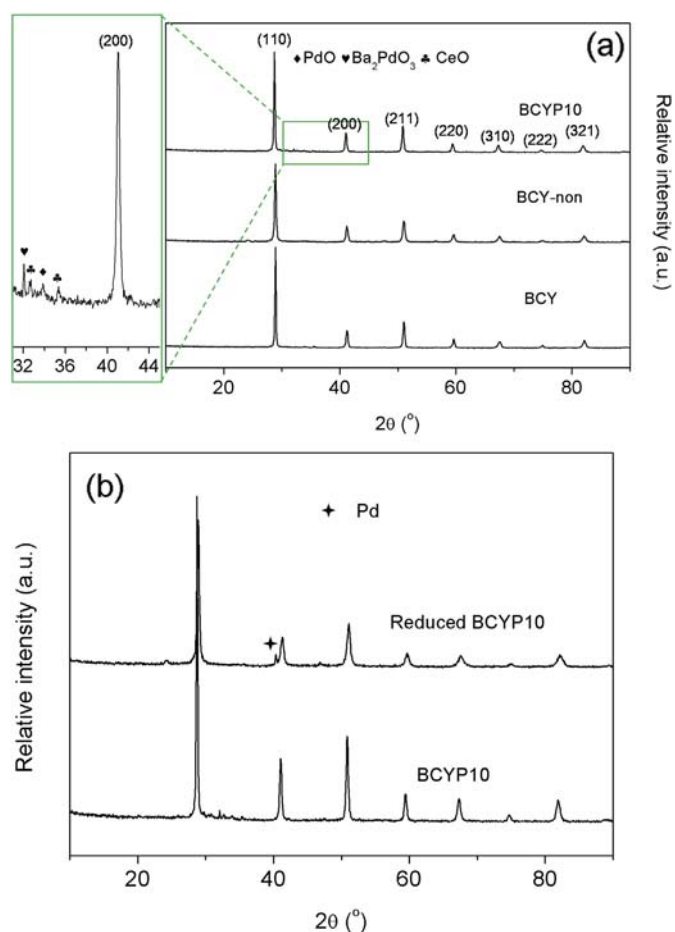 (a)
(200)
(110)
♦PdO ♥Ba₂PdO₃ ♣CeO
BCYP10
(200) (211) (220) (310) (222) (321)
BCY-non
BCY
♥ ♣ ♦ ♣
32 36 40 44
20 40 60 80
2θ (°)
Relative intensity (a.u.)
(b)
✦ Pd
Reduced BCYP10
✦
BCYP10
Relative intensity (a.u.)
20 40 60 80
2θ (°)